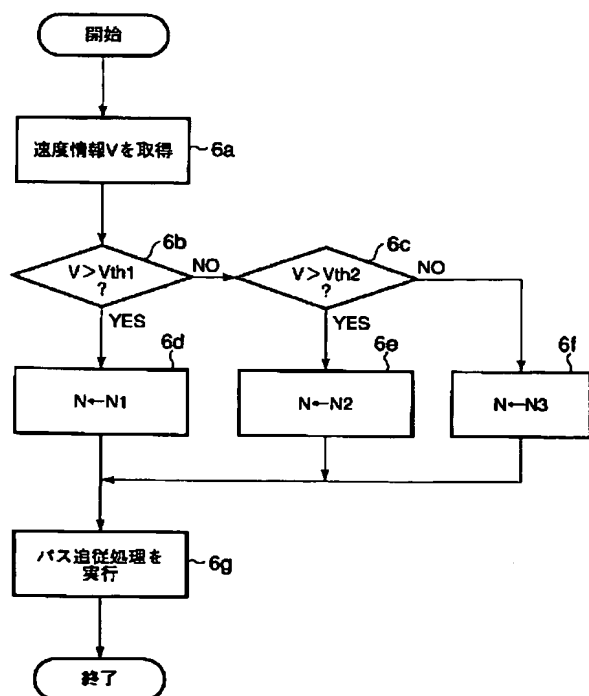 開始
速度情報Vを取得
6a
6b
V>Vth1
?
NO
YES
6c
V>Vth2
?
NO
YES
6d
N←N1
6e
N←N2
6f
N←N3
パス追従処理を
実行
6g
終了